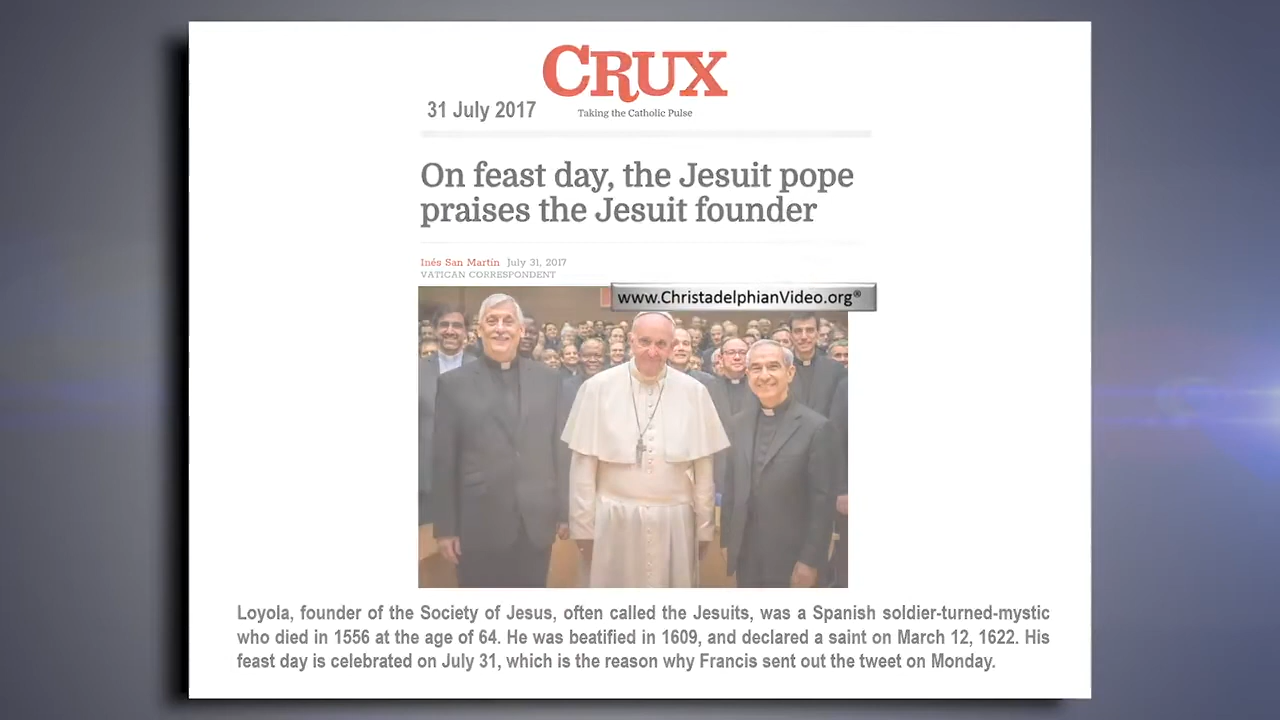 CRUX
31 July 2017
Taking the Catholic Pulse
On feast day, the Jesuit pope
praises the Jesuit founder
Inés San Martín July 31, 2017
VATICAN CORRESPONDENT
www.ChristadelphianVideo.org®
Loyola, founder of the Society of Jesus, often called the Jesuits, was a Spanish soldier-turned-mystic
who died in 1556 at the age of 64. He was beatified in 1609, and declared a saint on March 12, 1622. His
feast day is celebrated on July 31, which is the reason why Francis sent out the tweet on Monday.